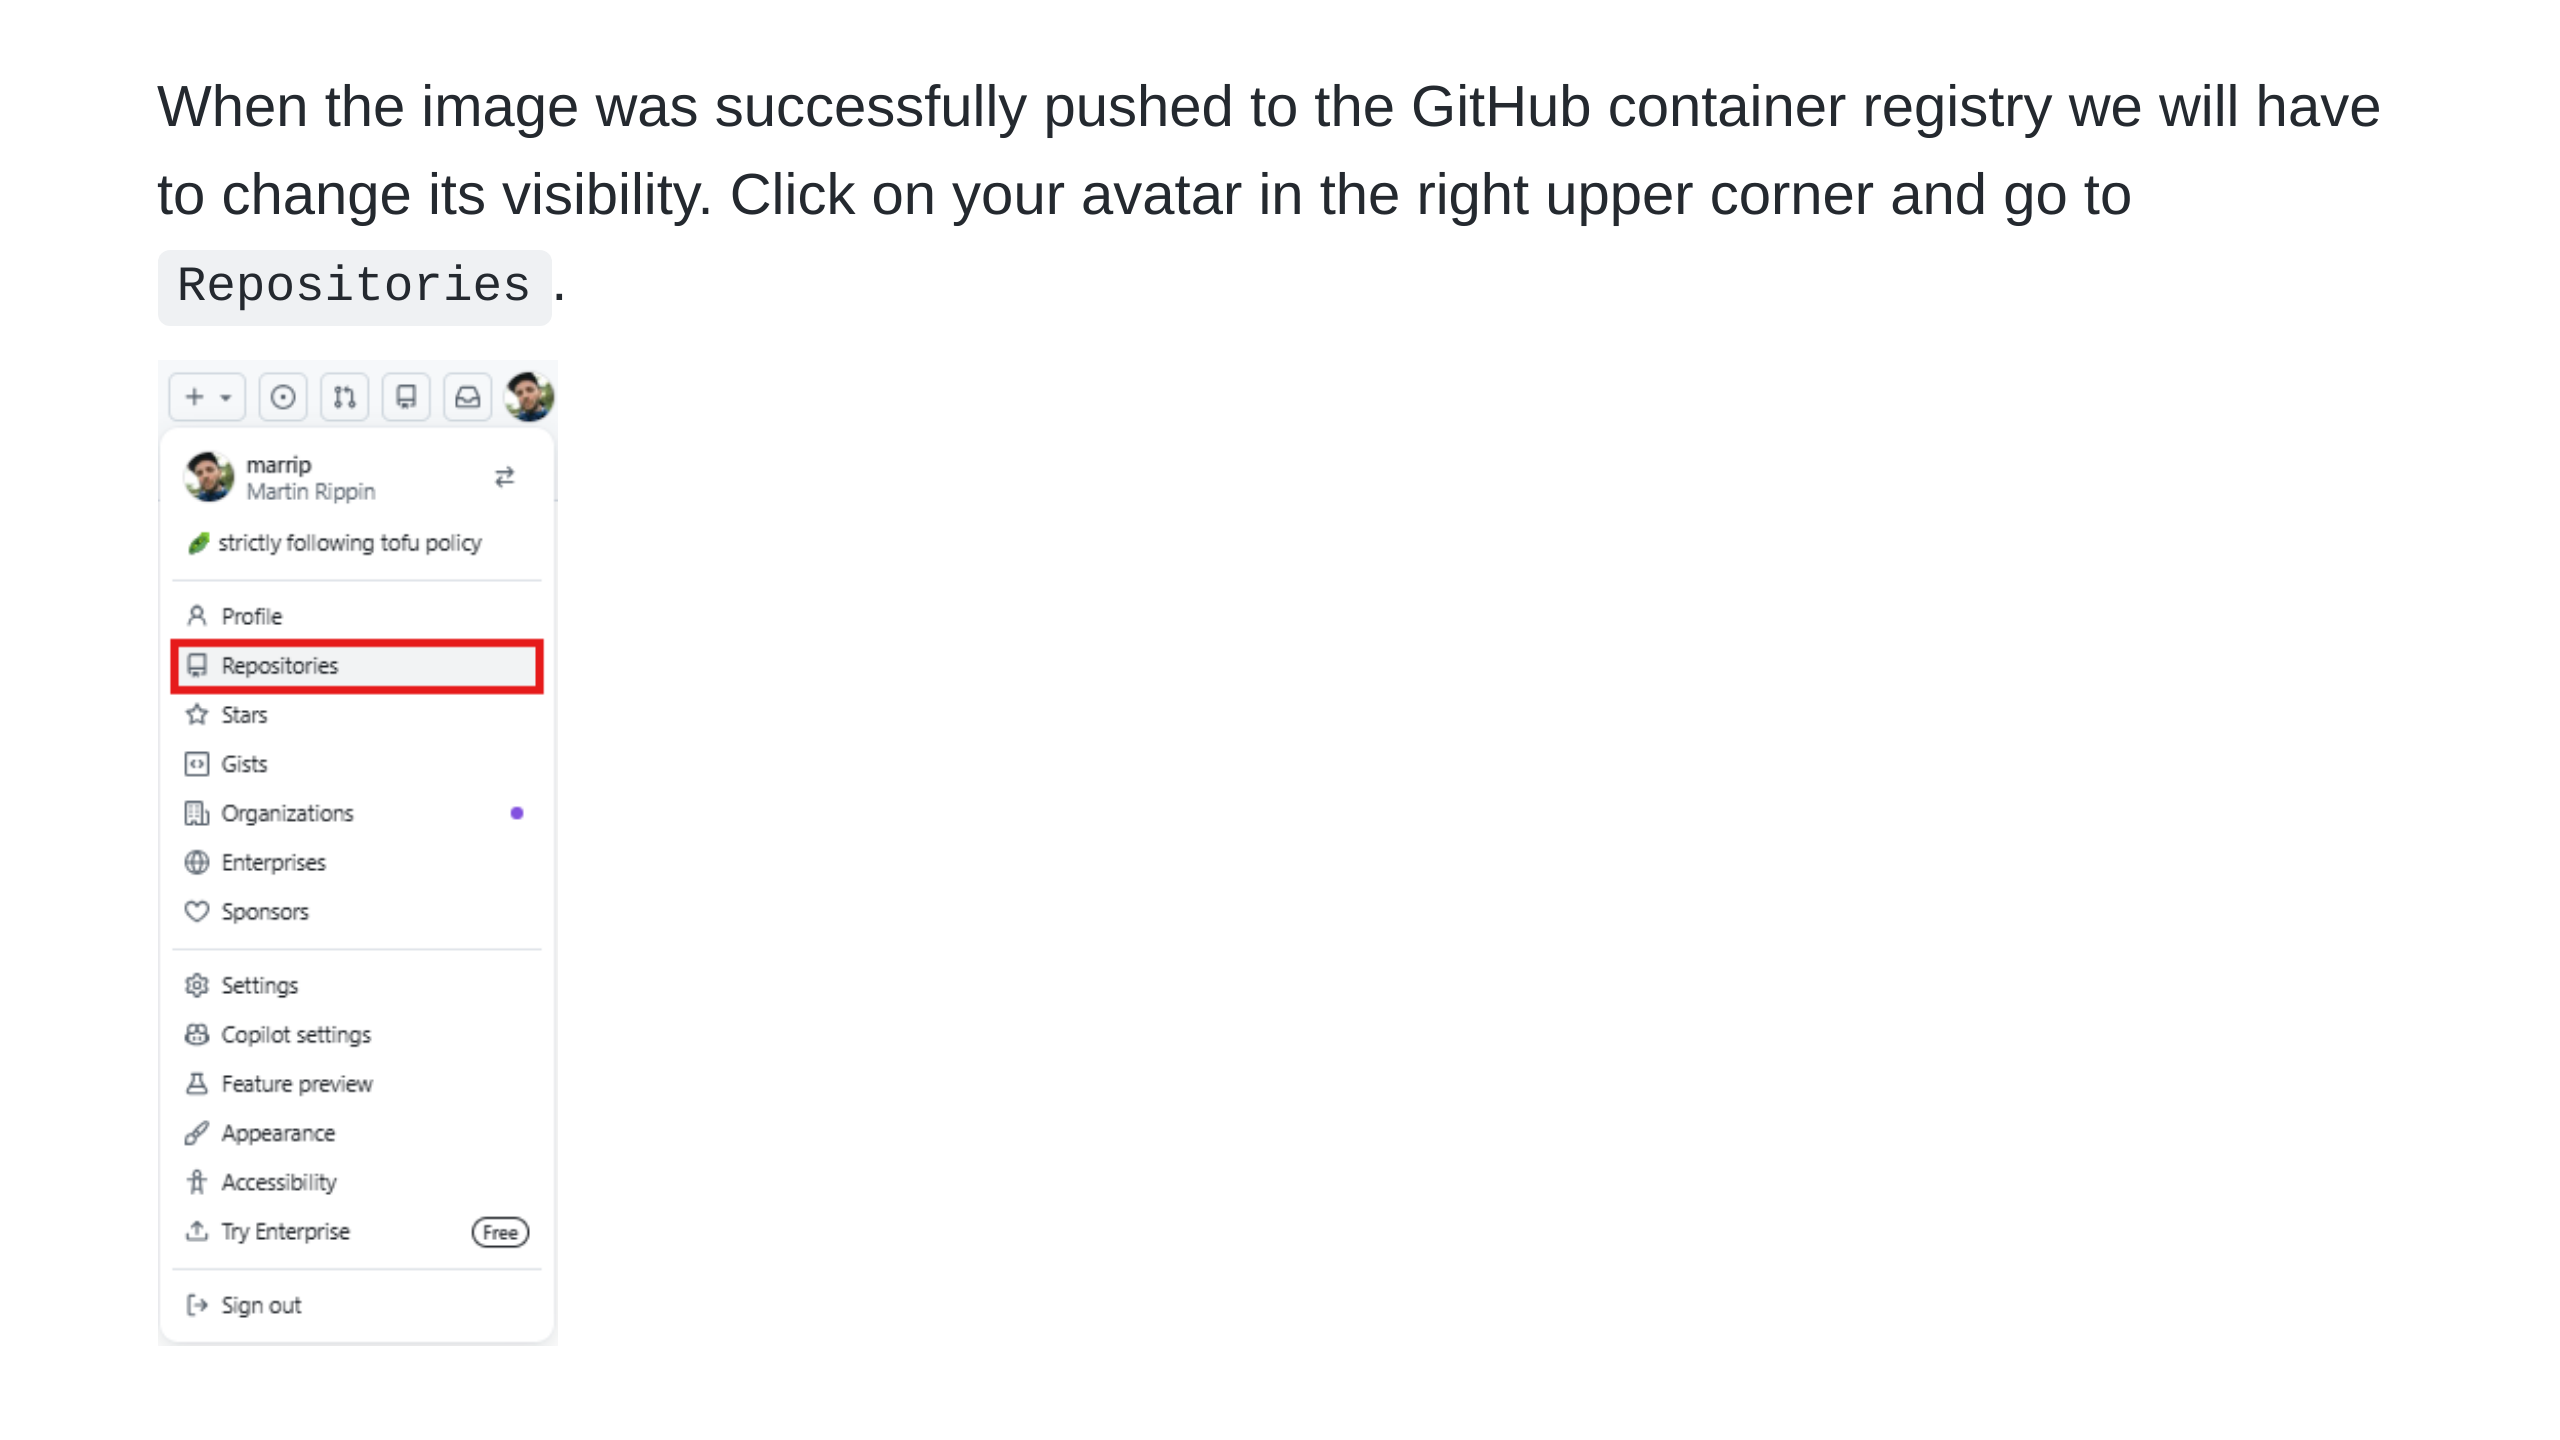 When the image was successfully pushed to the GitHub container registry we will have
to change its visibility. Click on your avatar in the right upper corner and go to
Repositories.
marrip
Martin Rippin
strictly following tofu policy
Profile
Repositories
Stars
Gists
Organizations
Enterprises
Sponsors
Settings
Copilot settings
Feature preview
Appearance
Accessibility
Try Enterprise Free
Sign out